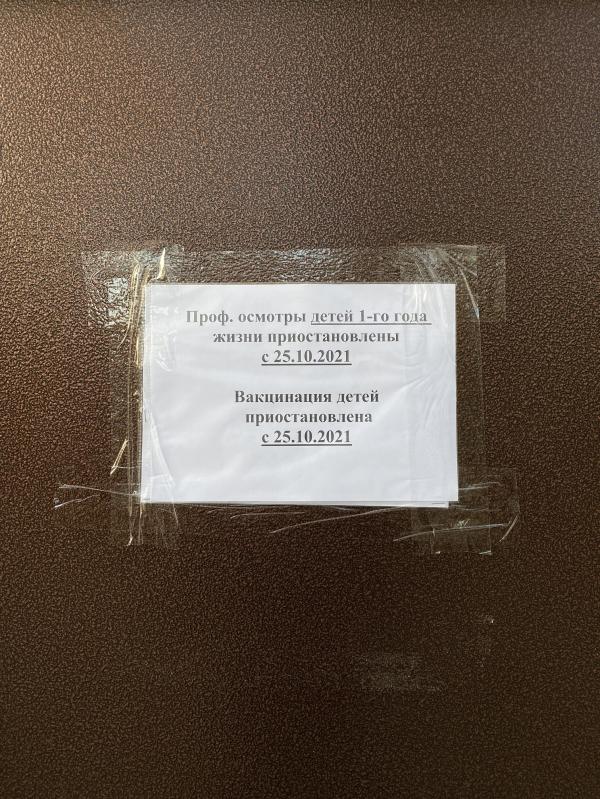 Проф. осмотры детей 1-го года
жизни приостановлены
с 25.10.2021
Вакцинация детей
приостановлена
с 25.10.2021